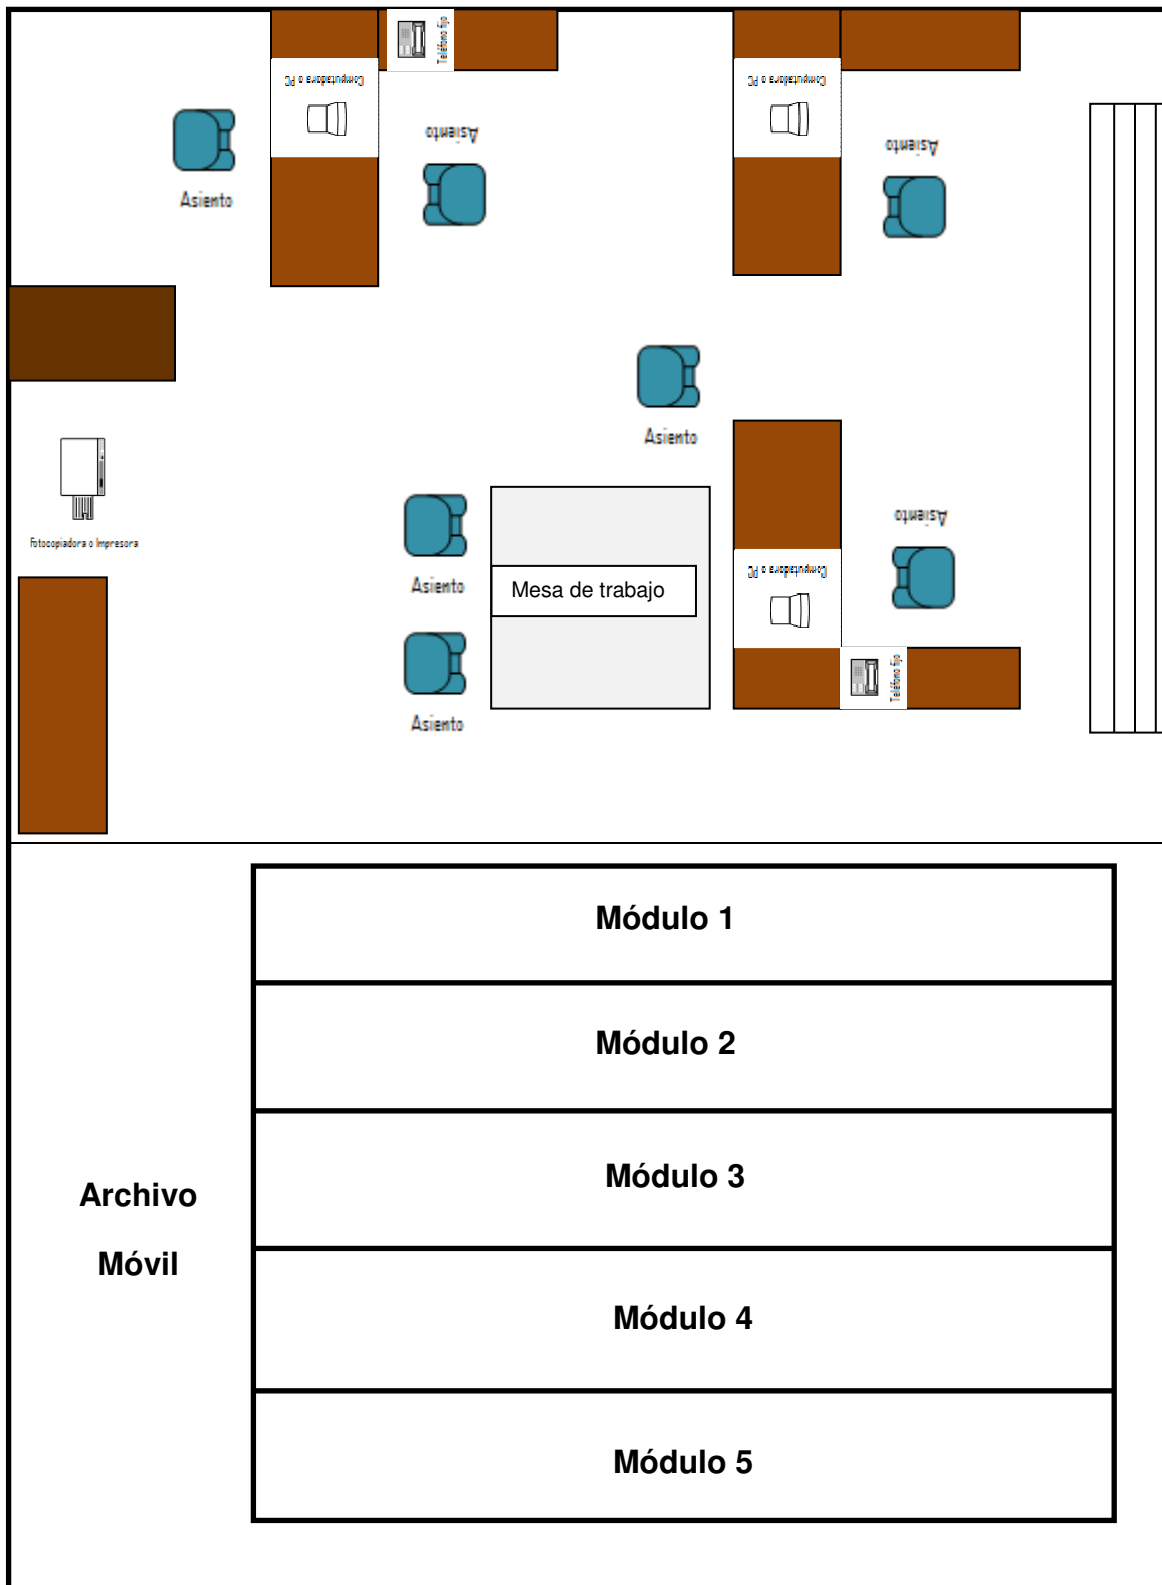 Teléfono fijo
Computadora o PC
Computadora o PC
Asiento
Asiento
Asiento
Asiento
Asiento
Fotocopiadora o Impresora
Asiento
Asiento
Asiento
Computadora o PC
Mesa de trabajo
Teléfono fijo
Módulo 1
Módulo 2
Módulo 3
Archivo
Móvil
Módulo 4
Módulo 5